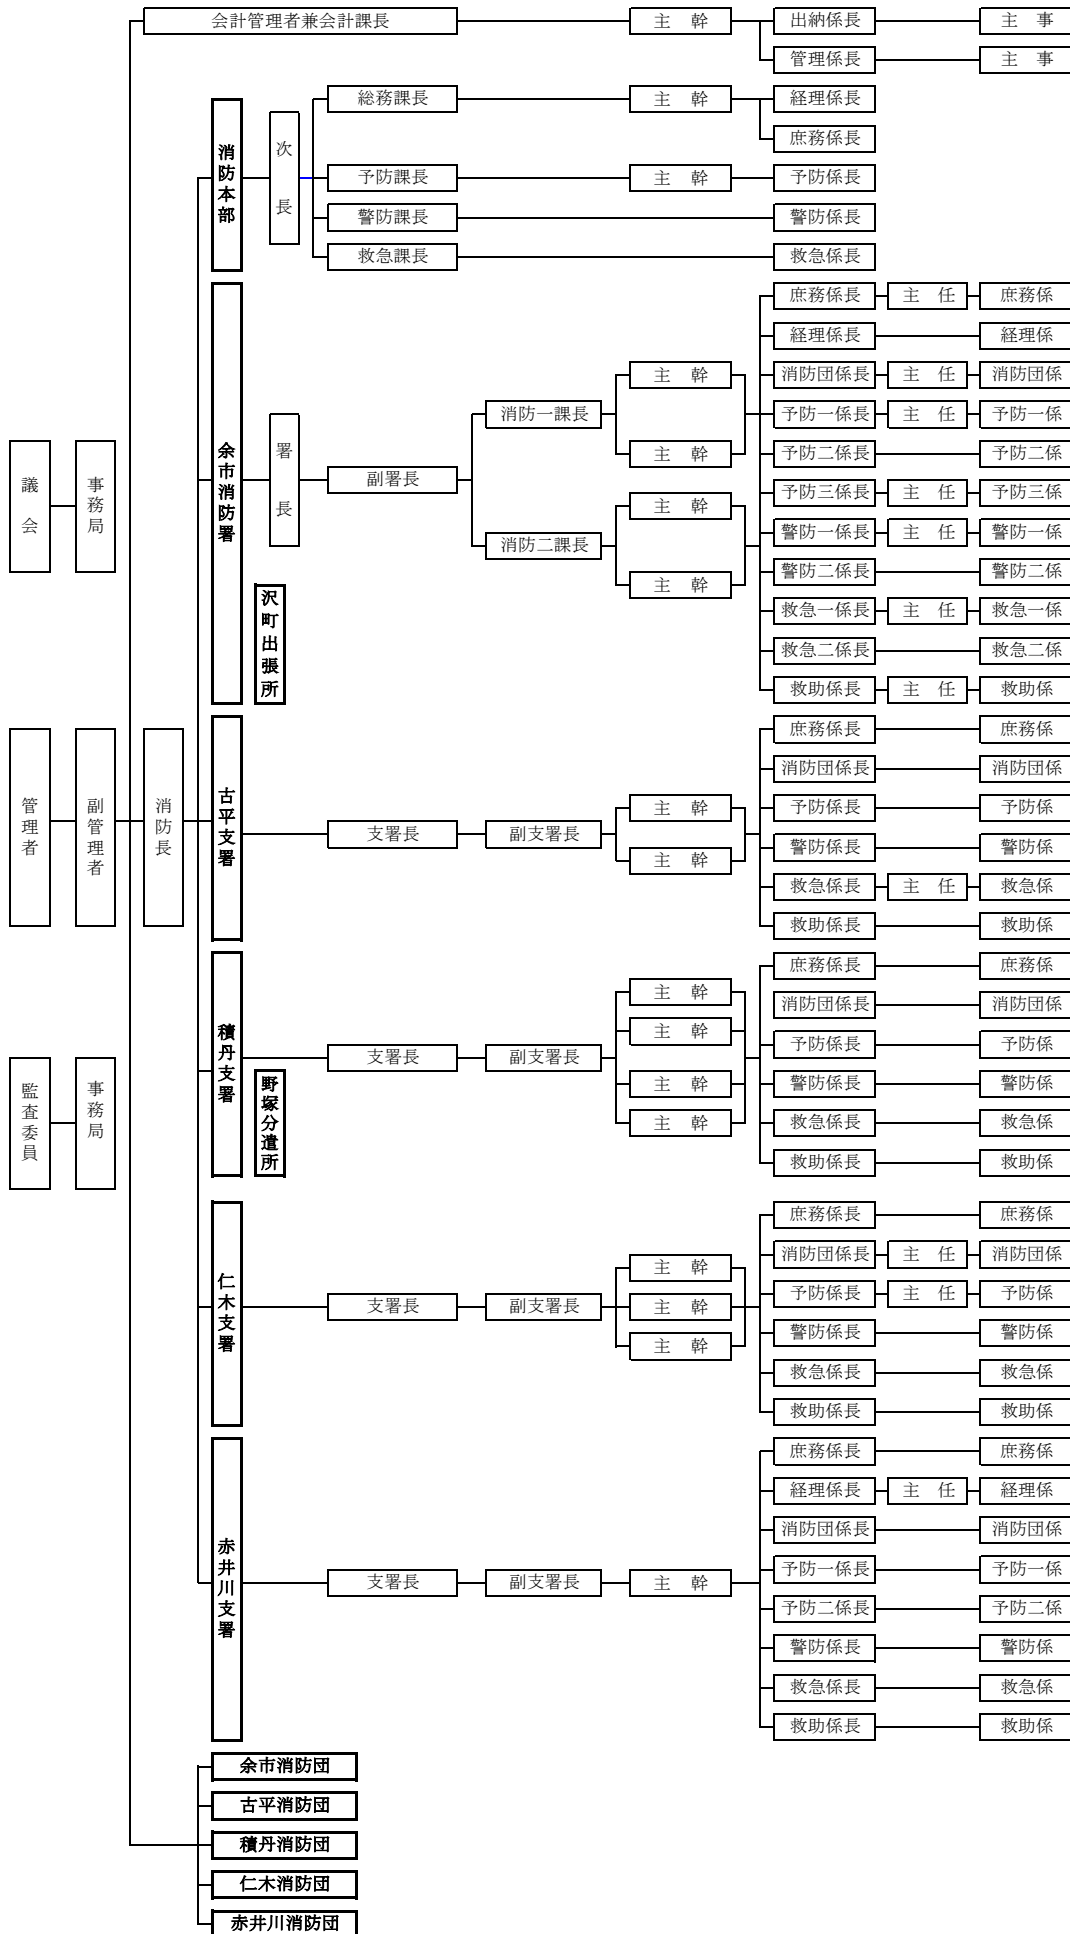 会計管理者兼会計課長 主 幹 出納係長 主 事
管理係長 主 事
総務課長 主 幹 経理係長
庶務係長
消防本部
次長
予防課長 主 幹 予防係長
警防課長 警防係長
救急課長 救急係長
庶務係長 主 任 庶務係
経理係長 経理係
主 幹 消防団係長 主 任 消防団係
消防一課長 予防一係長 主 任 予防一係
主 幹 予防二係長 予防二係
議会
事務局
余市消防署
署長
副署長
予防三係長 主 任 予防三係
主 幹
警防一係長 主 任 警防一係
消防二課長
警防二係長 警防二係
主 幹
沢町出張所
救急一係長 主 任 救急一係
救急二係長 救急二係
救助係長 主 任 救助係
庶務係長 庶務係
消防団係長 消防団係
主 幹 予防係長 予防係
管理者
副管理者
消防長
古平支署
支署長 副支署長
警防係長 警防係
主 幹
救急係長 主 任 救急係
救助係長 救助係
庶務係長 庶務係
主 幹
消防団係長 消防団係
主 幹
予防係長 予防係
積丹支署
支署長 副支署長
主 幹
警防係長 警防係
主 幹
救急係長 救急係
監査委員
事務局
野塚分遣所
救助係長 救助係
庶務係長 庶務係
消防団係長 主 任 消防団係
主 幹
予防係長 主 任 予防係
仁木支署
支署長 副支署長 主 幹
警防係長 警防係
主 幹
救急係長 救急係
救助係長 救助係
庶務係長 庶務係
経理係長 主 任 経理係
消防団係長 消防団係
予防一係長 予防一係
赤井川支署
支署長 副支署長 主 幹
予防二係長 予防二係
警防係長 警防係
救急係長 救急係
救助係長 救助係
余市消防団
古平消防団
積丹消防団
仁木消防団
赤井川消防団